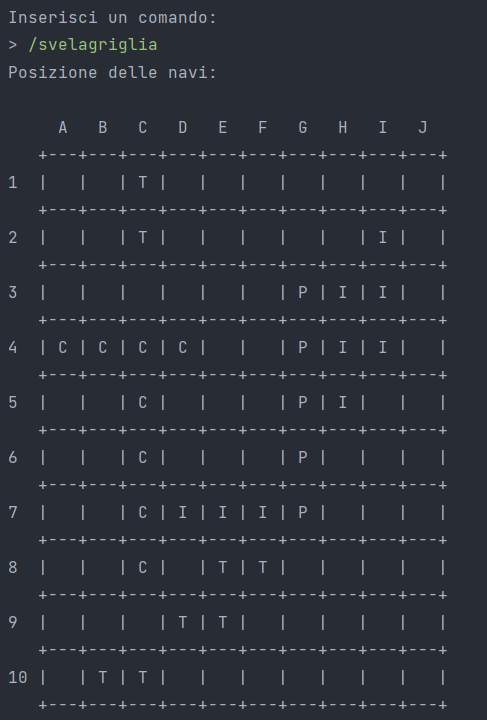 Inserisci un comando:
> /svelagriglia
Posizione delle navi:

     A   B   C   D   E   F   G   H   I   J
   +---+---+---+---+---+---+---+---+---+---+
1  |   |   | T |   |   |   |   |   |   |   |
   +---+---+---+---+---+---+---+---+---+---+
2  |   |   | T |   |   |   |   |   | I |   |
   +---+---+---+---+---+---+---+---+---+---+
3  |   |   |   |   |   |   | P | I | I |   |
   +---+---+---+---+---+---+---+---+---+---+
4  | C | C | C | C |   |   | P | I | I |   |
   +---+---+---+---+---+---+---+---+---+---+
5  |   |   | C |   |   |   | P | I |   |   |
   +---+---+---+---+---+---+---+---+---+---+
6  |   |   | C |   |   |   | P |   |   |   |
   +---+---+---+---+---+---+---+---+---+---+
7  |   |   | C | I | I | I | P |   |   |   |
   +---+---+---+---+---+---+---+---+---+---+
8  |   |   | C |   | T | T |   |   |   |   |
   +---+---+---+---+---+---+---+---+---+---+
9  |   |   |   | T | T |   |   |   |   |   |
   +---+---+---+---+---+---+---+---+---+---+
10 |   | T | T |   |   |   |   |   |   |   |
   +---+---+---+---+---+---+---+---+---+---+